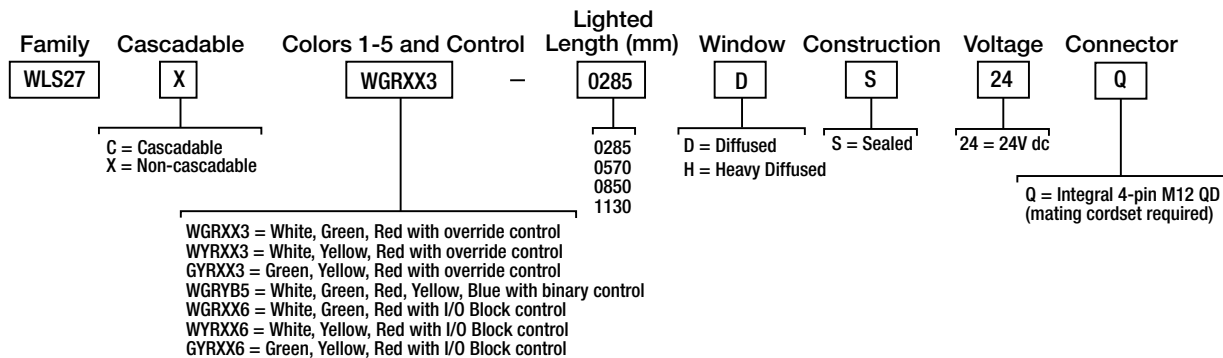 Family Cascadable Colors 1-5 and Control Lighted Length (mm) Window Construction Voltage Connector
WLS27 X WGRXX3 – 0285 D S 24 Q
C = Cascadable
X = Non-cascadable
0285
0570
0850
1130
D = Diffused
H = Heavy Diffused
S = Sealed
24 = 24V dc
Q = Integral 4-pin M12 QD
(mating cordset required)
WGRXX3 = White, Green, Red with override control
WYRXX3 = White, Yellow, Red with override control
GYRXX3 = Green, Yellow, Red with override control
WGRYB5 = White, Green, Red, Yellow, Blue with binary control
WGRXX6 = White, Green, Red with I/O Block control
WYRXX6 = White, Yellow, Red with I/O Block control
GYRXX6 = Green, Yellow, Red with I/O Block control